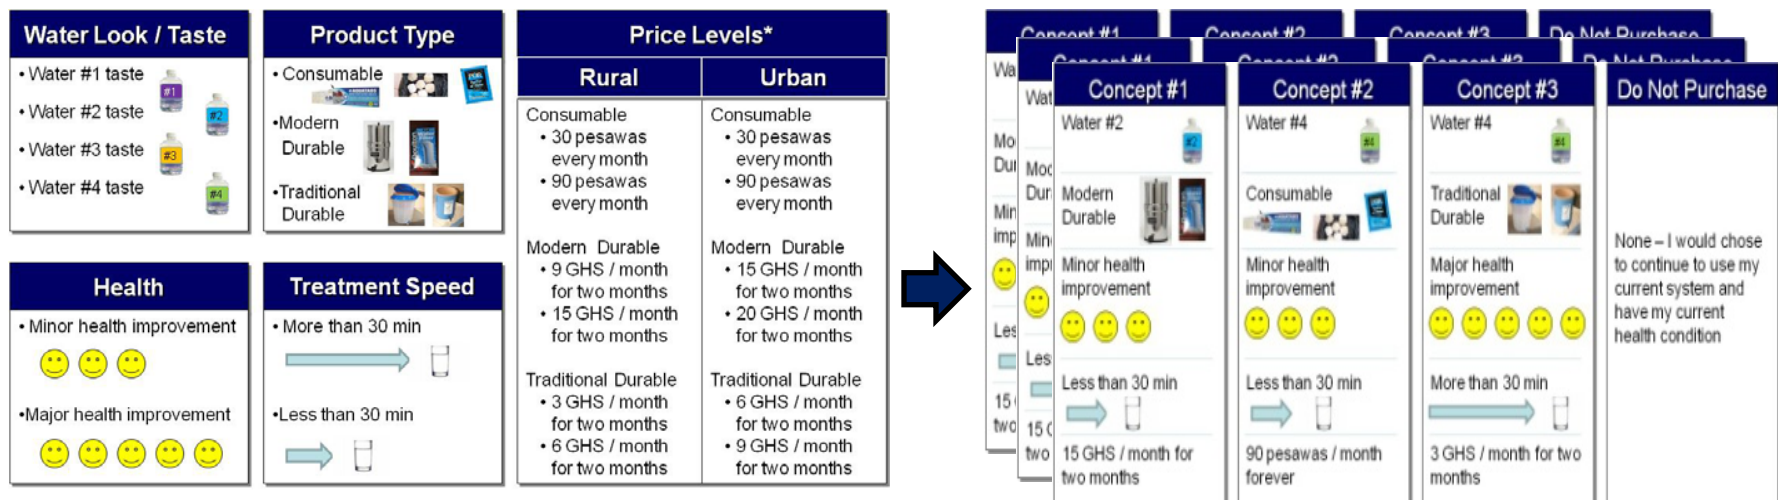 Water Look / Taste
• Water #1 taste
#1
• Water #2 taste
#2
• Water #3 taste
#3
• Water #4 taste
#4
Product Type
• Consumable
•Modern
Durable
•Traditional
Durable
Price Levels*
Rural
Urban
Consumable
• 30 pesawas
every month
• 90 pesawas
every month
Modern Durable
• 9 GHS / month
for two months
• 15 GHS / month
for two months
Traditional Durable
• 3 GHS / month
for two months
• 6 GHS / month
for two months
Consumable
• 30 pesawas
every month
• 90 pesawas
every month
Modern Durable
• 15 GHS / month
for two months
• 20 GHS / month
for two months
Traditional Durable
• 6 GHS / month
for two months
• 9 GHS / month
for two months
Health
• Minor health improvement
•Major health improvement
Treatment Speed
• More than 30 min
•Less than 30 min
Concept #1
Concept #2
Concept #3
Do Not Purchase
Concept #1
Water #2
#2
Modern
Durable
Minor health
improvement
Less than 30 min
15 GHS / month for
two months
Concept #2
Water #4
#4
Consumable
Minor health
improvement
Less than 30 min
90 pesawas / month
forever
Concept #3
Water #4
#4
Traditional
Durable
Major health
improvement
More than 30 min
3 GHS / month for two
months
Do Not Purchase
None – I would chose
to continue to use my
current system and
have my current
health condition